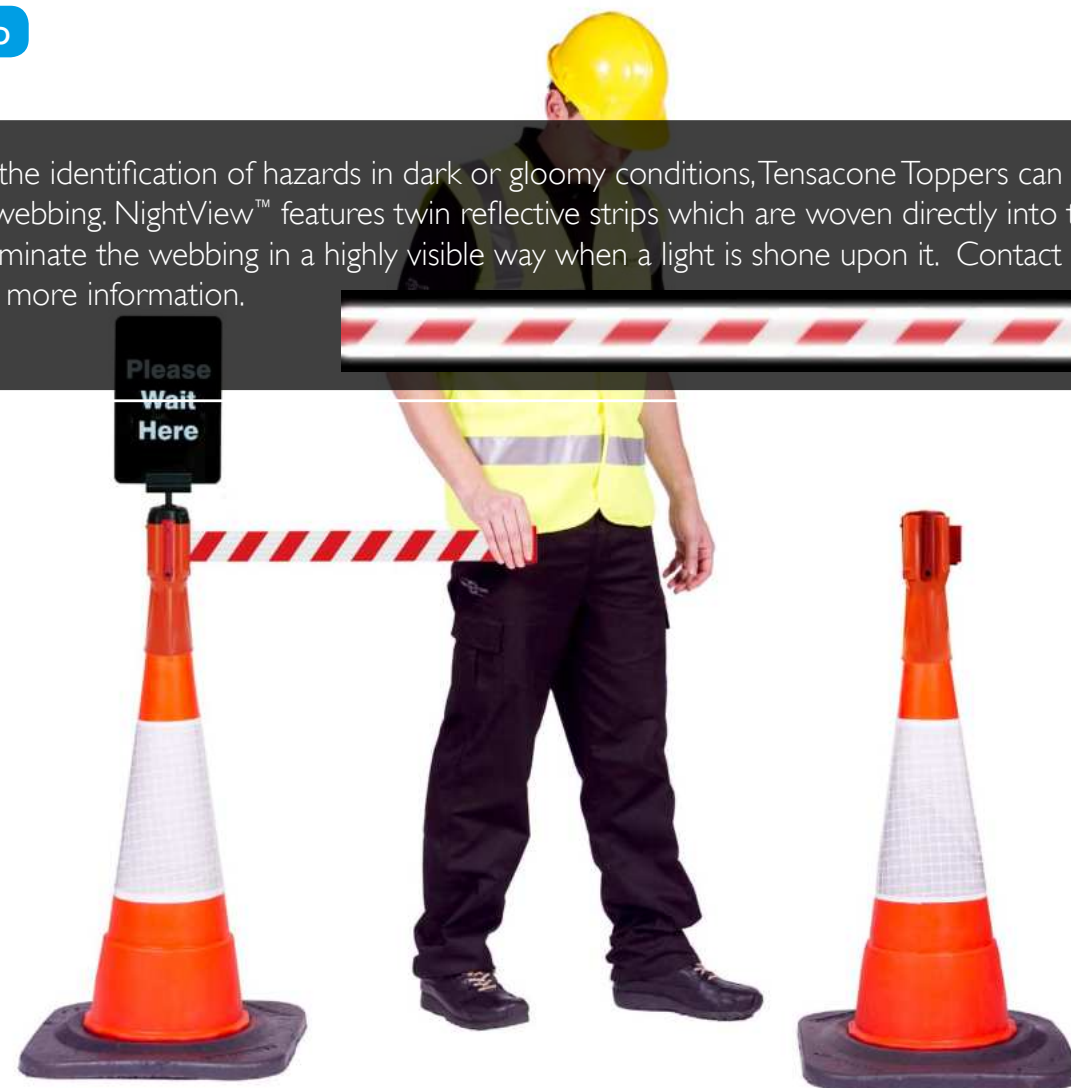 the identification of hazards in dark or gloomy conditions, Tensacone Toppers can
webbing. NightView™ features twin reflective strips which are woven directly into
minate the webbing in a highly visible way when a light is shone upon it. Contact
more information.
Please
Wait
Here